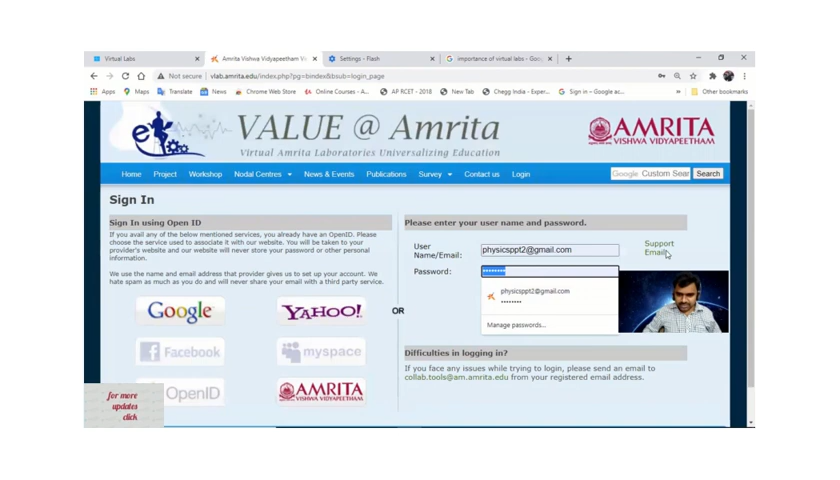 Virtual Labs
Amrita Vishwa Vidyapeetham V
Settings - Flash
importance of virtual labs - Goog
Not secure
vlab.amrita.edu/index.php?pg=bindex&bsub=login_page
Apps
Maps
Translate
News
Chrome Web Store
Online Courses - A...
AP RCET - 2018
New Tab
Chegg India - Exper...
Sign in – Google ac...
»
Other bookmarks
VALUE @ Amrita
Virtual Amrita Laboratories Universalizing Education
AMRITA
VISHWA VIDYAPEETHAM
Home Project Workshop Nodal Centres News & Events Publications Survey Contact us Login
Google Custom Sear Search
Sign In
Sign In using Open ID
If you avail any of the below mentioned services, you already have an OpenID. Please
choose the service used to associate it with our website. You will be taken to your
provider's website and our website will never store your password or other personal
information.
We use the name and email address that provider gives us to set up your account. We
hate spam as much as you do and will never share your email with a third party service.
Google
YAHOO!
Facebook
myspace
OpenID
AMRITA
VISHWA VIDYAPEETHAM
OR
Please enter your user name and password.
User
Name/Email:
physicsppt2@gmail.com
Support
Email
Password:
••••••••
physicsppt2@gmail.com
••••••••
Manage passwords...
Difficulties in logging in?
If you face any issues while trying to login, please send an email to
collab.tools@am.amrita.edu from your registered email address.
for more
updates
click